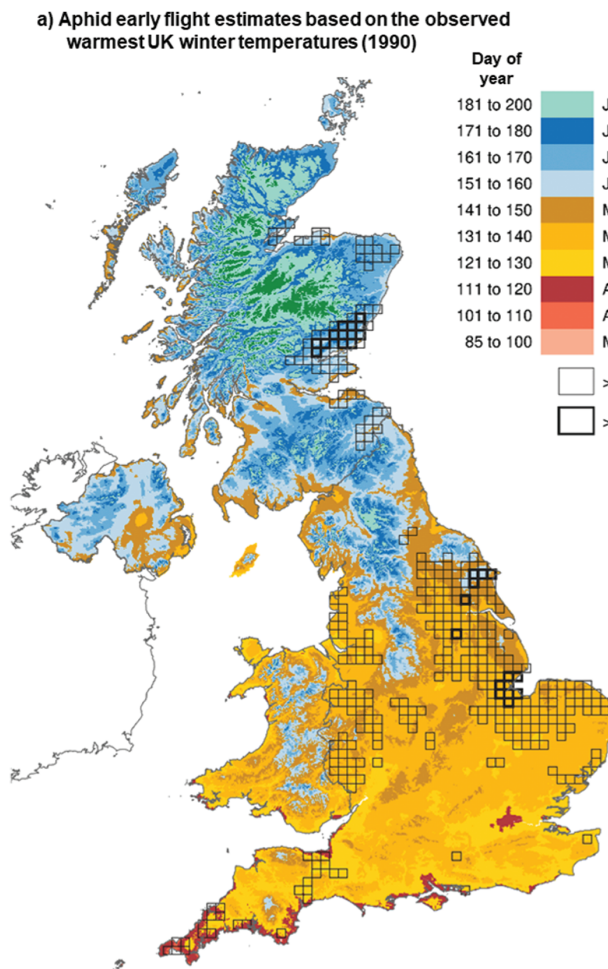 a) Aphid early flight estimates based on the observed
warmest UK winter temperatures (1990)
Day of
year
181 to 200 J
171 to 180 J
161 to 170 J
151 to 160 J
141 to 150 M
131 to 140 M
121 to 130 M
111 to 120 A
101 to 110 A
85 to 100 M
>
>